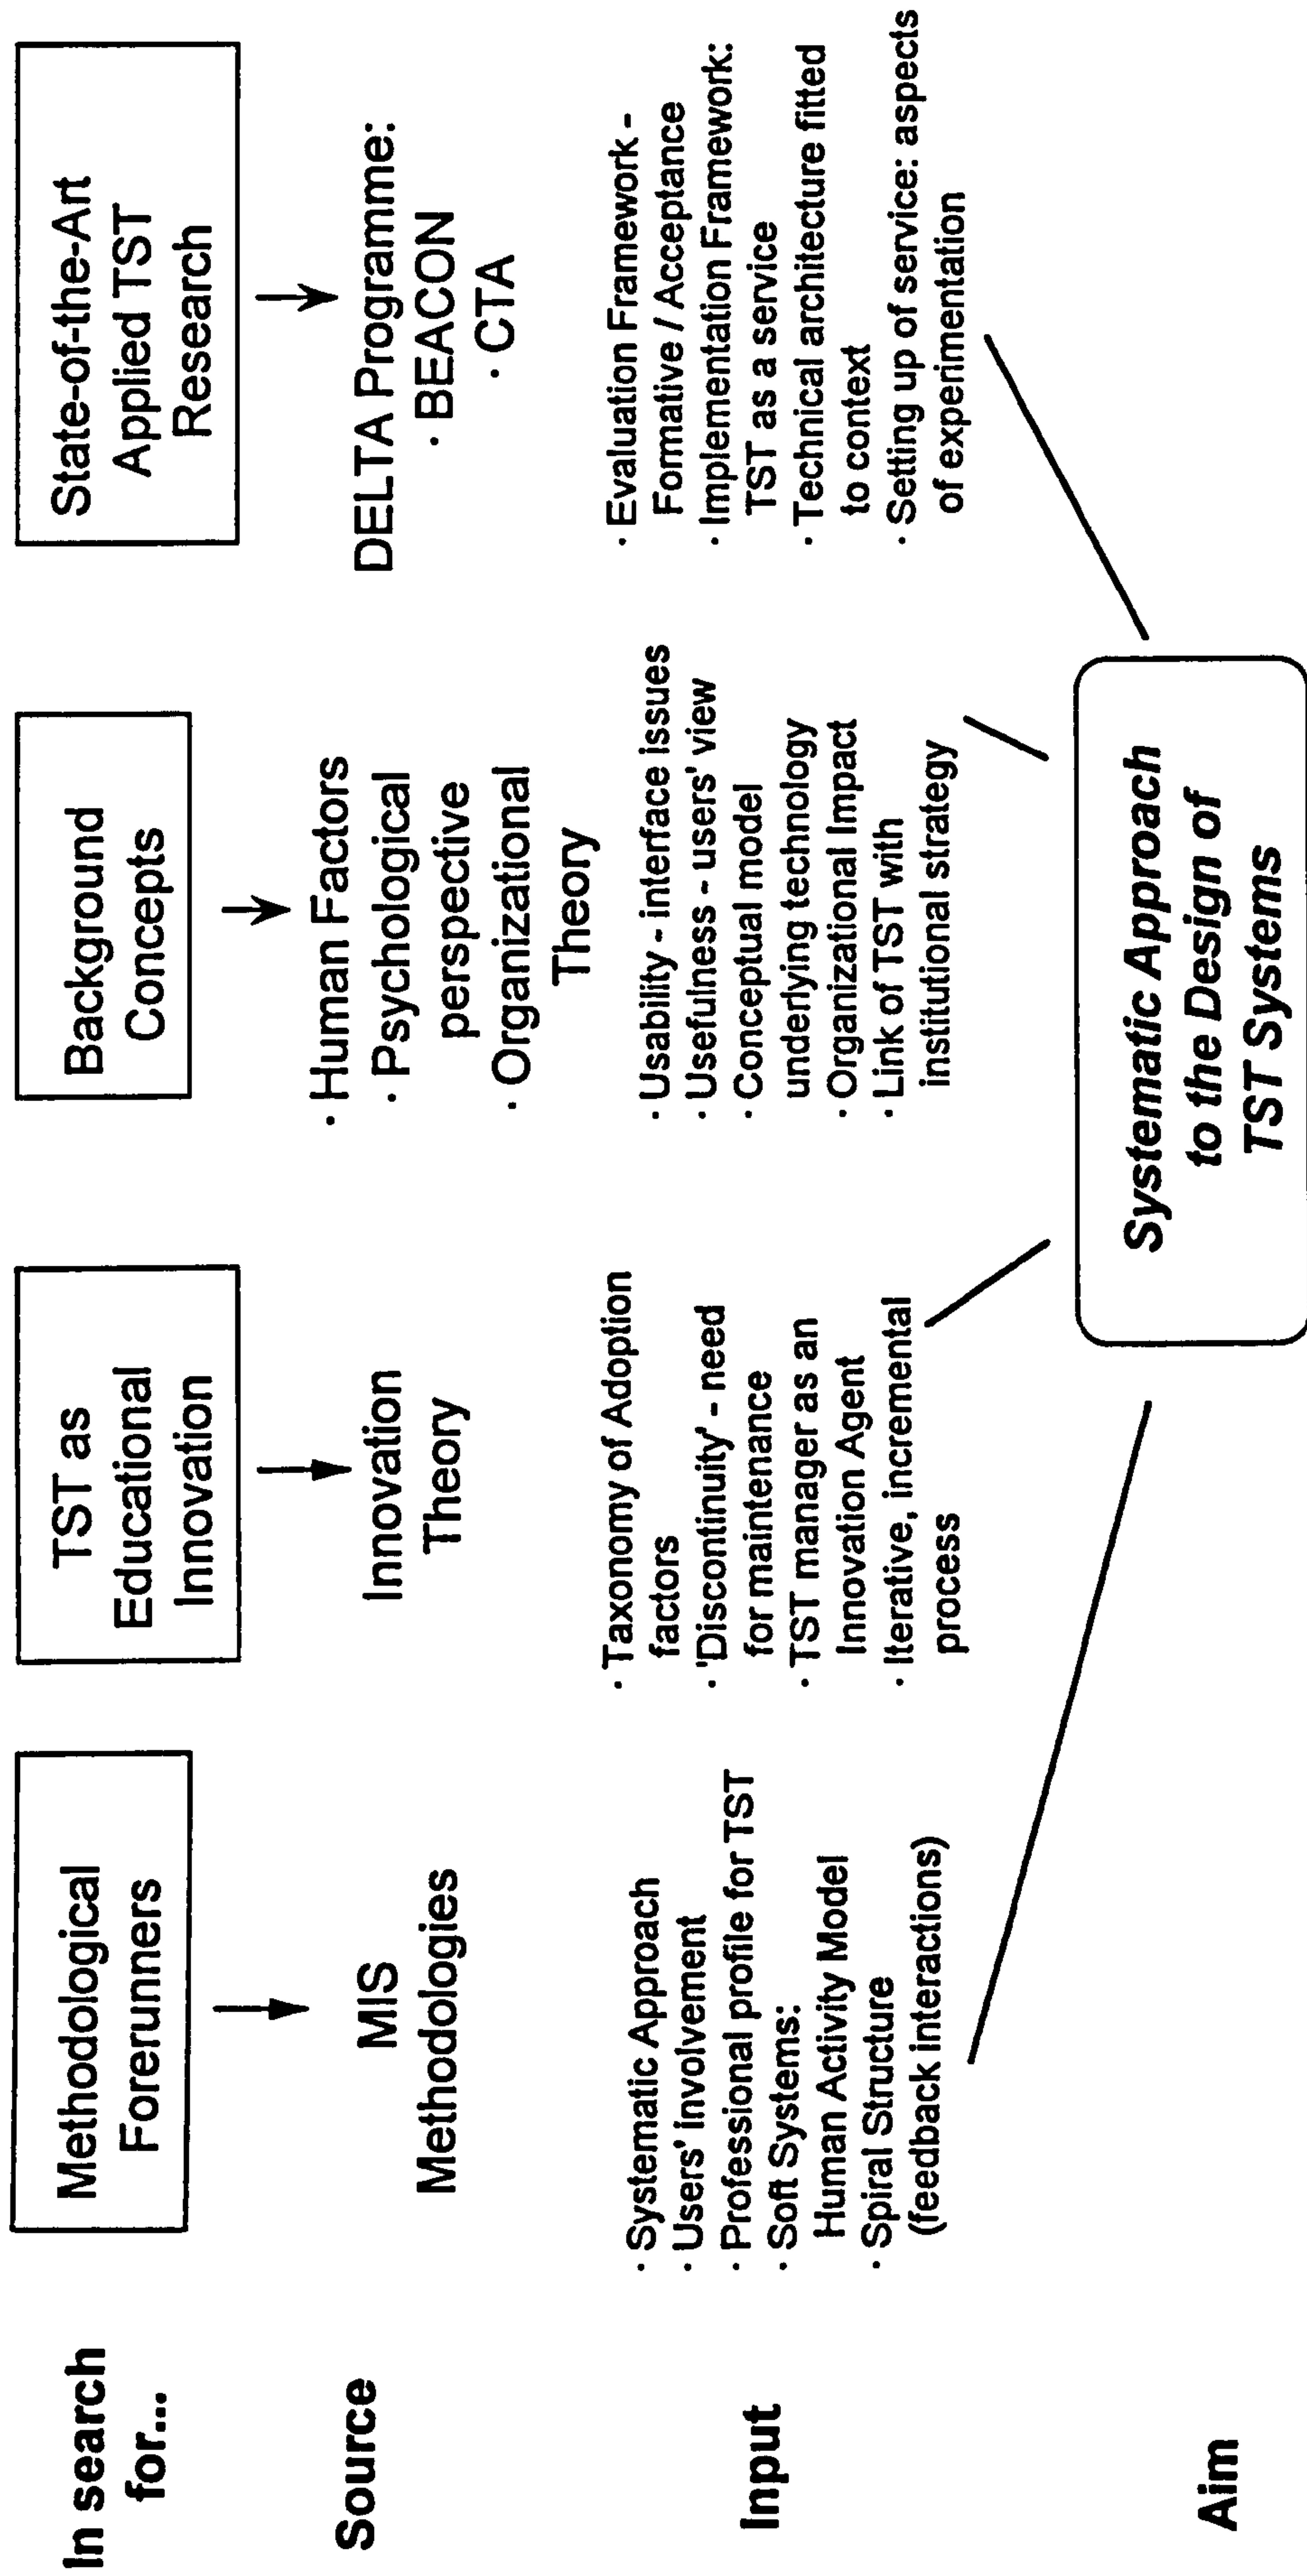 In search
for...
Methodological
Forerunners
TST as
Educational
Innovation
Background
Concepts
State-of-the-Art
Applied TST
Research
Source
MIS
Methodologies
Innovation
Theory
· Human Factors
· Psychological
perspective
· Organizational
Theory
DELTA Programme:
· BEACON
· CTA
Input
· Systematic Approach
· Users' involvement
· Professional profile for TST
· Soft Systems:
Human Activity Model
· Spiral Structure
(feedback interactions)
· Taxonomy of Adoption
factors
· 'Discontinuity' - need
for maintenance
· TST manager as an
Innovation Agent
· Iterative, incremental
process
· Usability - interface issues
· Usefulness - users' view
· Conceptual model
underlying technology
· Organizational Impact
· Link of TST with
institutional strategy
· Evaluation Framework -
Formative / Acceptance
· Implementation Framework:
TST as a service
· Technical architecture fitted
to context
· Setting up of service: aspects
of experimentation
Aim
Systematic Approach
to the Design of
TST Systems